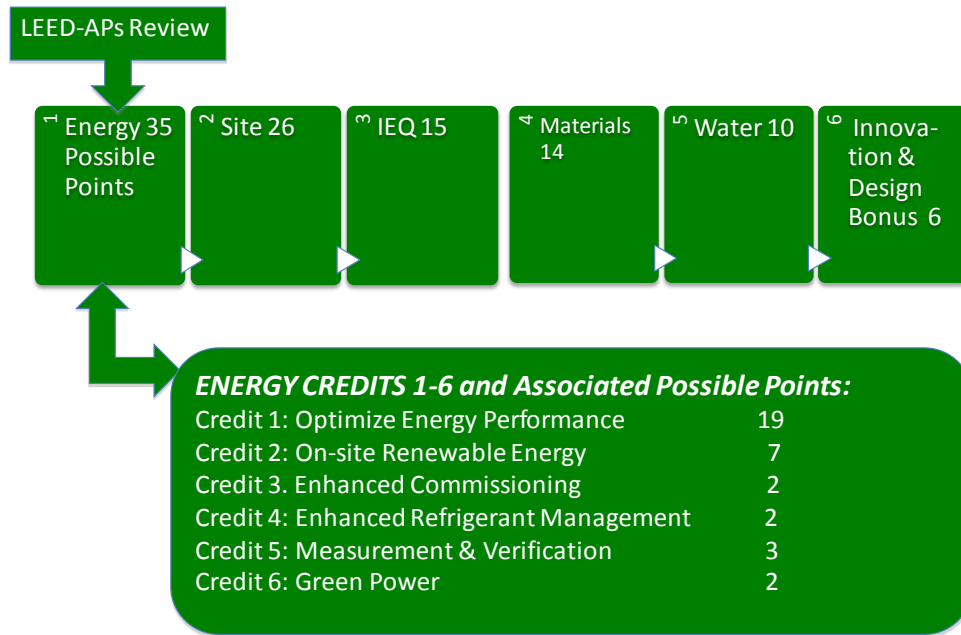 LEED-APs Review
1 Energy 35
Possible
Points
2 Site 26
3 IEQ 15
4 Materials
14
5 Water 10
6 Innova-
tion &
Design
Bonus 6
ENERGY CREDITS 1-6 and Associated Possible Points:
Credit 1: Optimize Energy Performance 19
Credit 2: On-site Renewable Energy 7
Credit 3. Enhanced Commissioning 2
Credit 4: Enhanced Refrigerant Management 2
Credit 5: Measurement & Verification 3
Credit 6: Green Power 2